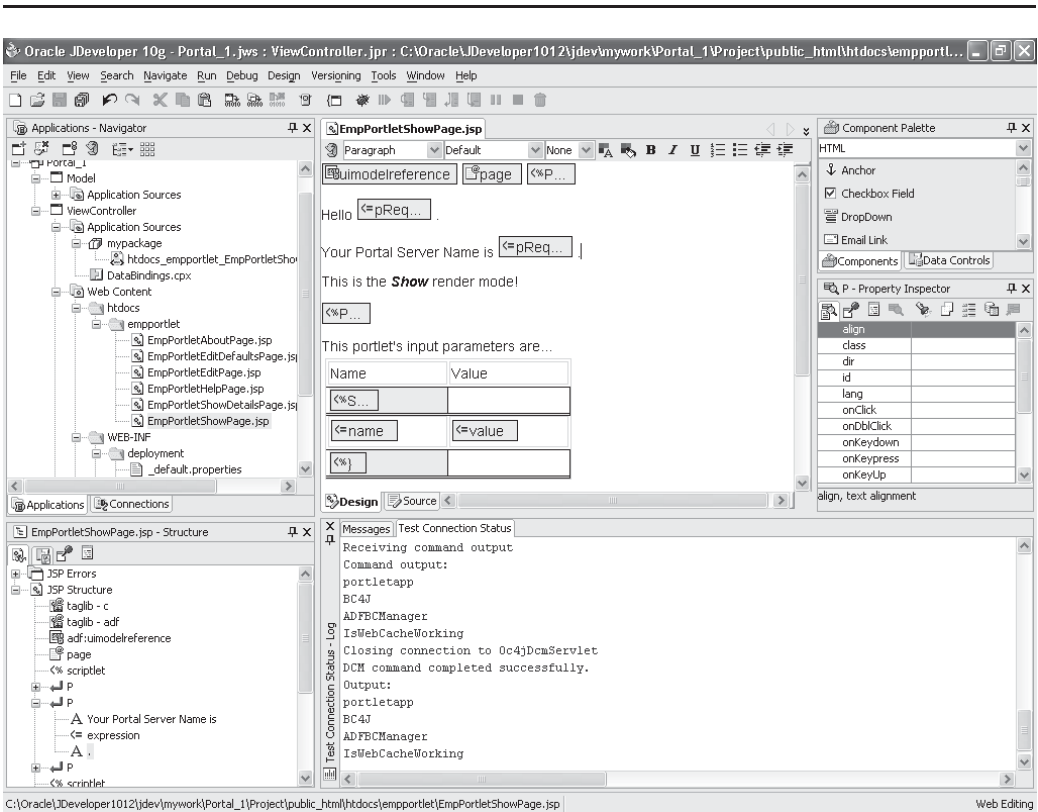 Oracle JDeveloper 10g - Portal_1.jws : ViewController.jpr : C:\Oracle\JDeveloper1012\jdev\mywork\Portal_1\Project\public_html\htdocs\empportl...
File Edit View Search Navigate Run Debug Design Versioning Tools Window Help
Applications - Navigator
Portal_1
Model
Application Sources
ViewController
Application Sources
mypackage
htdocs_empportlet_EmpPortletSho
DataBindings.cpx
Web Content
htdocs
empportlet
EmpPortletAboutPage.jsp
EmpPortletEditDefaultsPage.jsp
EmpPortletEditPage.jsp
EmpPortletHelpPage.jsp
EmpPortletShowDetailsPage.jsp
EmpPortletShowPage.jsp
WEB-INF
deployment
_default.properties
Applications Connections
EmpPortletShowPage.jsp
Paragraph Default None B I U
uimodelreference page <%P...
Hello <=pReq... .
Your Portal Server Name is <=pReq... .
This is the Show render mode!
<%P...
This portlet's input parameters are...
Name Value
<%S...
<=name <=value
<%}
Design Source
Component Palette
HTML
Anchor
Checkbox Field
DropDown
Email Link
Components Data Controls
P - Property Inspector
align
class
dir
id
lang
onClick
onDblClick
onKeydown
onKeypress
onKeyUp
align, text alignment
EmpPortletShowPage.jsp - Structure
JSP Errors
JSP Structure
taglib - c
taglib - adf
adf:uimodelreference
page
<% scriptlet
P
P
A Your Portal Server Name is
<= expression
A .
P
<% scriptlet
Messages Test Connection Status
Test Connection Status - Log
Receiving command output
Command output:
portletapp
BC4J
ADFBCManager
IsWebCacheWorking
Closing connection to Oc4jDcmServlet
DCM command completed successfully.
Output:
portletapp
BC4J
ADFBCManager
IsWebCacheWorking
C:\Oracle\JDeveloper1012\jdev\mywork\Portal_1\Project\public_html\htdocs\empportlet\EmpPortletShowPage.jsp
Web Editing